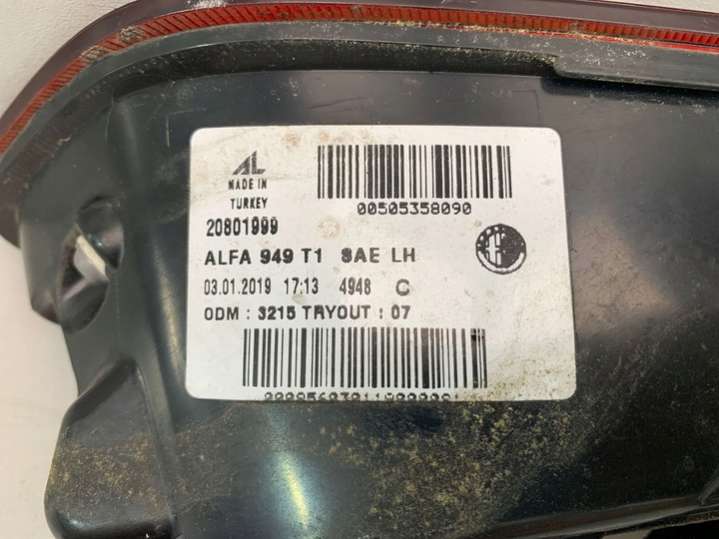 AL
MADE IN
TURKEY
00505358090
20801999
ALFA 949 T1 SAE LH
03.01.2019 17:13 4948 C
ODM : 3215 TRYOUT : 07